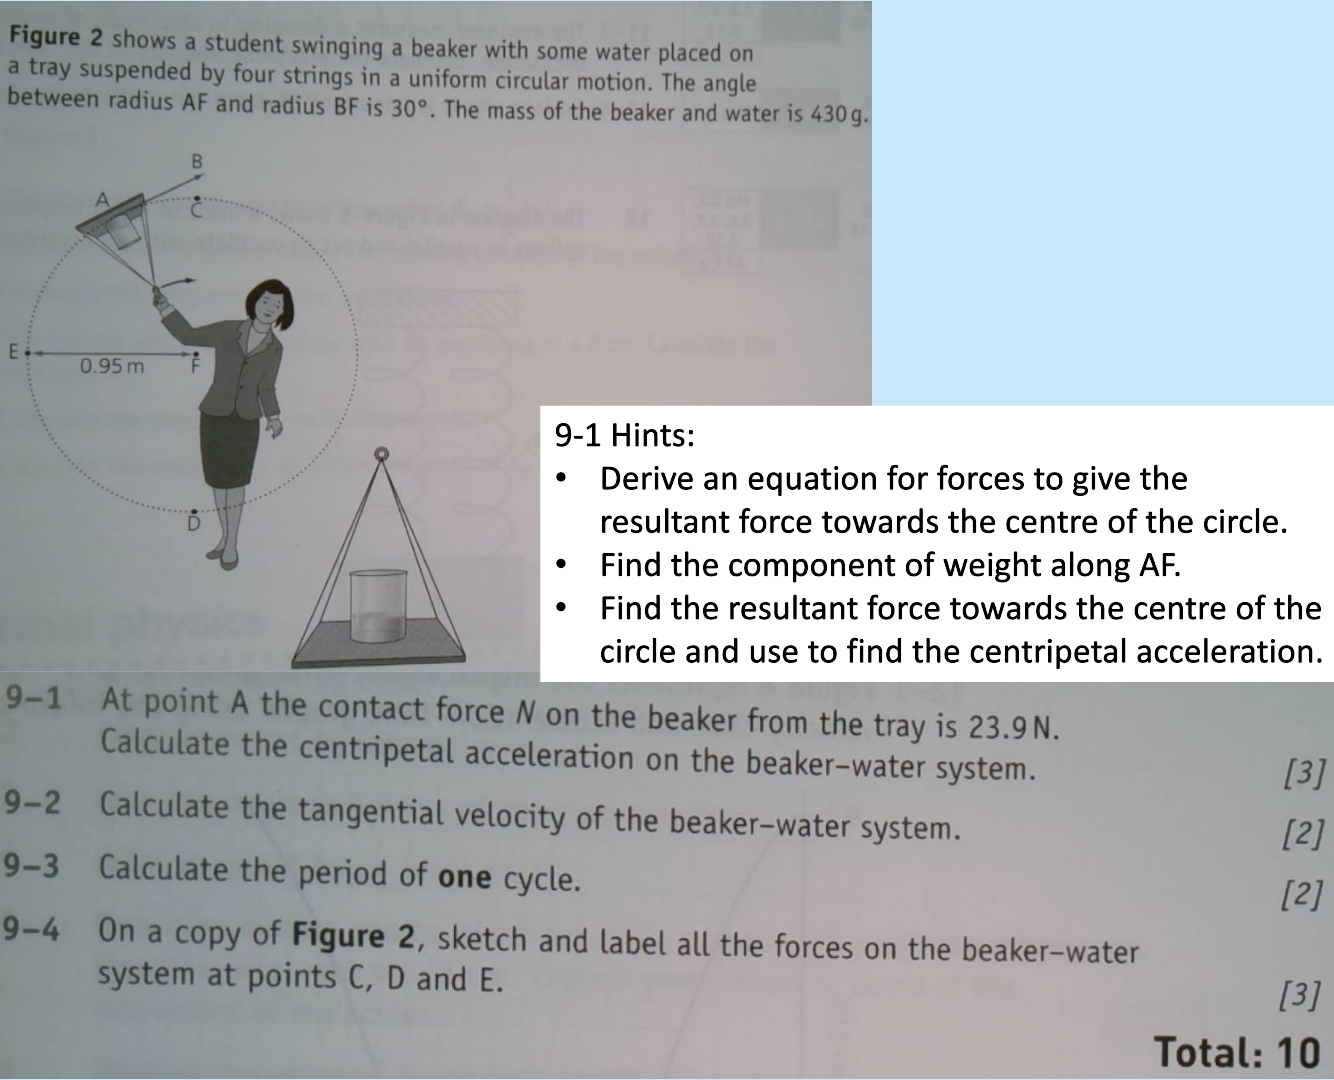 Figure 2 shows a student swinging a beaker with some water placed on
a tray suspended by four strings in a uniform circular motion. The angle
between radius AF and radius BF is 30°. The mass of the beaker and water is 430 g.
B
A
C
E
0.95 m
F
D
9-1 Hints:
• Derive an equation for forces to give the
resultant force towards the centre of the circle.
• Find the component of weight along AF.
• Find the resultant force towards the centre of the
circle and use to find the centripetal acceleration.
9–1 At point A the contact force N on the beaker from the tray is 23.9 N.
Calculate the centripetal acceleration on the beaker–water system. [3]
9–2 Calculate the tangential velocity of the beaker–water system. [2]
9–3 Calculate the period of one cycle. [2]
9–4 On a copy of Figure 2, sketch and label all the forces on the beaker–water
system at points C, D and E. [3]
Total: 10